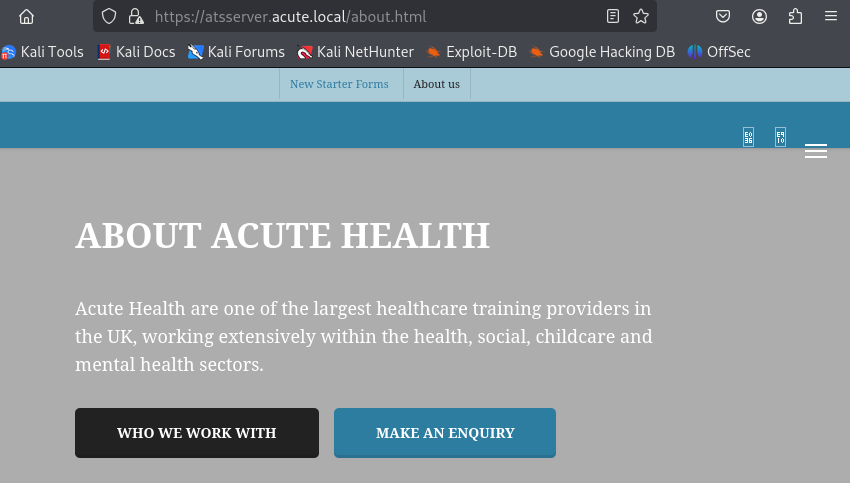 https://atsserver.acute.local/about.html
Kali Tools Kali Docs Kali Forums Kali NetHunter Exploit-DB Google Hacking DB OffSec
New Starter Forms About us
E0 36 E9 10
ABOUT ACUTE HEALTH
Acute Health are one of the largest healthcare training providers in
the UK, working extensively within the health, social, childcare and
mental health sectors.
WHO WE WORK WITH MAKE AN ENQUIRY